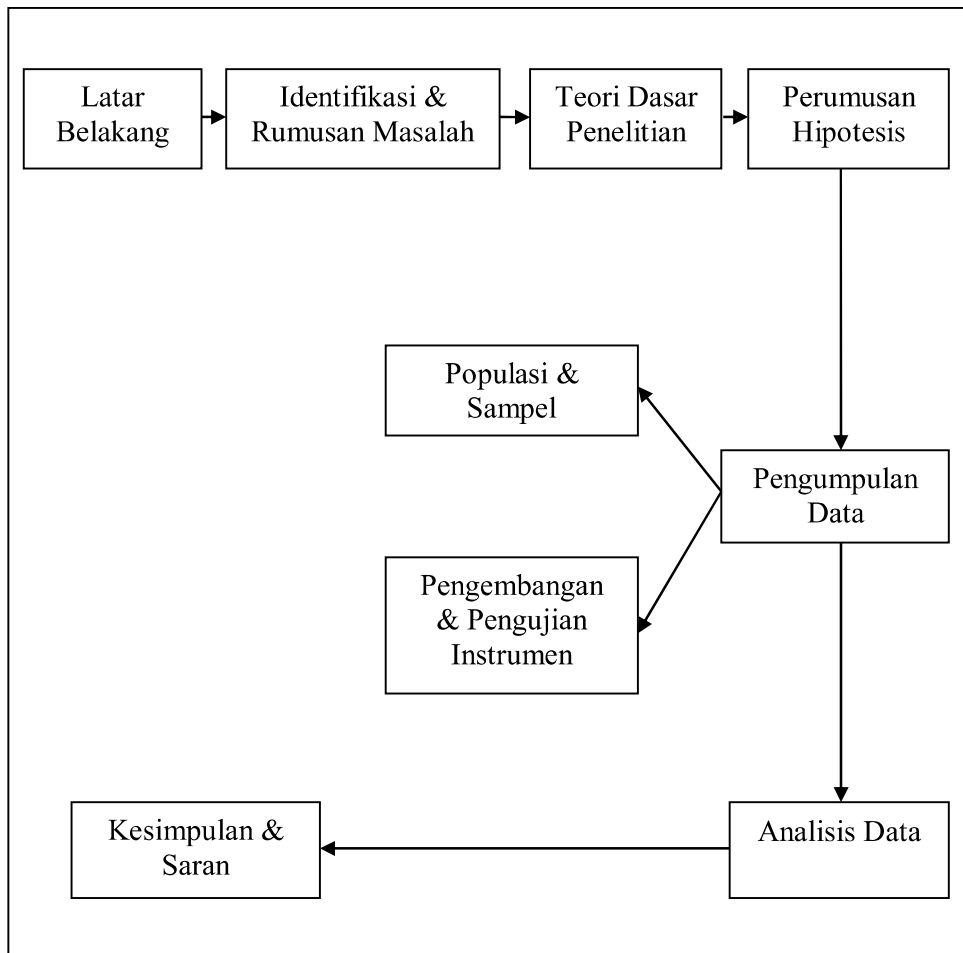 Latar
Belakang
Identifikasi &
Rumusan Masalah
Teori Dasar
Penelitian
Perumusan
Hipotesis
Populasi &
Sampel
Pengumpulan
Data
Pengembangan
& Pengujian
Instrumen
Kesimpulan &
Saran
Analisis Data